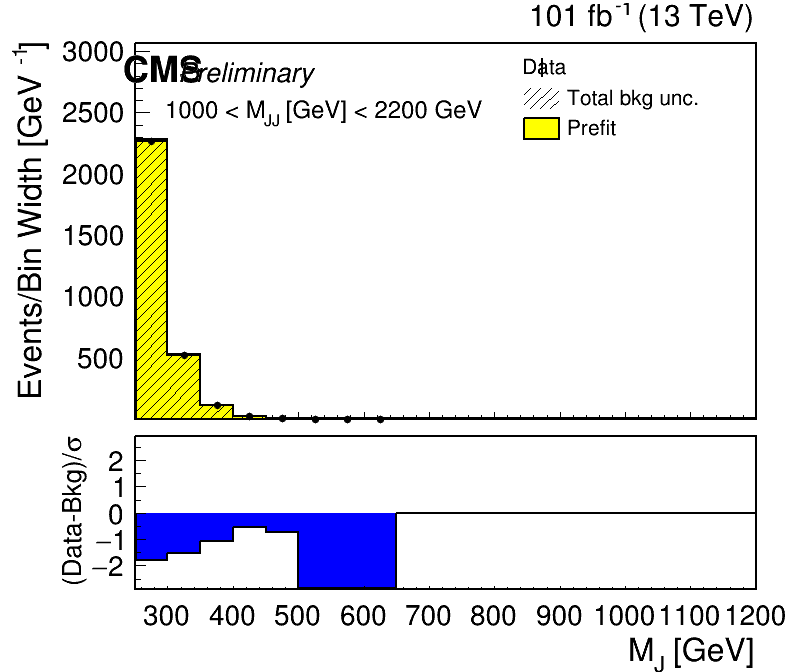 101 fb⁻¹ (13 TeV)
CMS Preliminary
1000 < M_JJ [GeV] < 2200 GeV
Data
Total bkg unc.
Prefit
Events/Bin Width [GeV⁻¹]
3000
2500
2000
1500
1000
500
(Data-Bkg)/σ
2
1
0
−1
−2
300 400 500 600 700 800 900 1000 1100 1200
M_J [GeV]